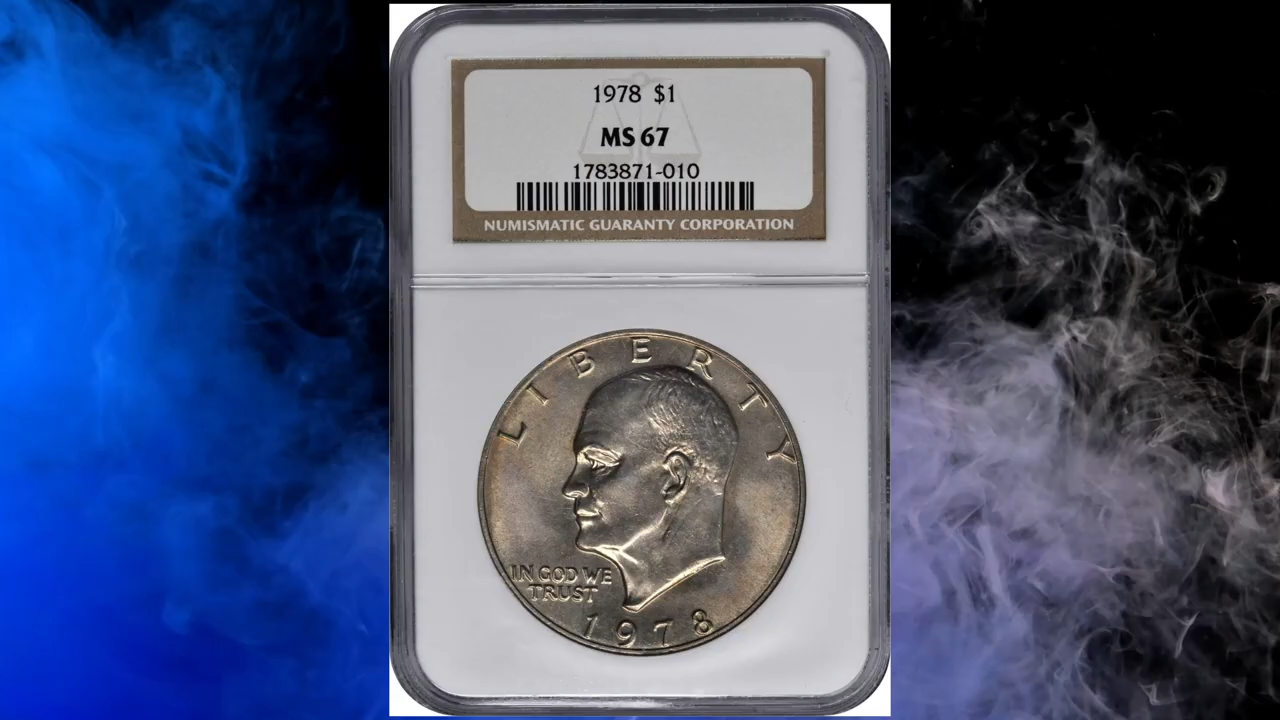 1978 $1
MS 67
1783871-010
NUMISMATIC GUARANTY CORPORATION
LIBERTY
IN GOD WE
TRUST
1978